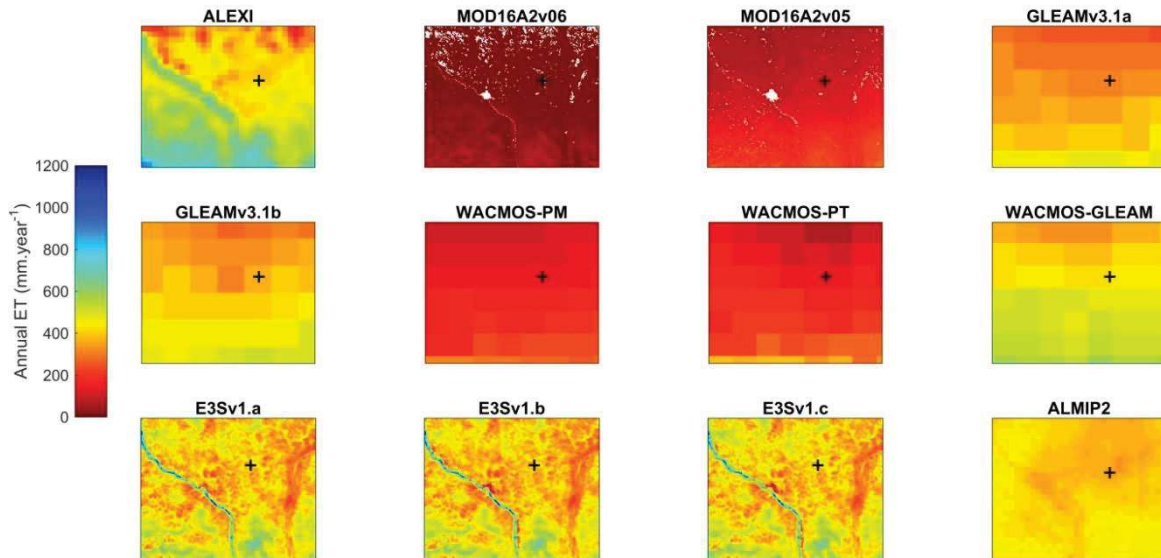 ALEXI
MOD16A2v06
MOD16A2v05
GLEAMv3.1a
Annual ET (mm.year-1)
1200
1000
800
600
400
200
0
GLEAMv3.1b
WACMOS-PM
WACMOS-PT
WACMOS-GLEAM
E3Sv1.a
E3Sv1.b
E3Sv1.c
ALMIP2